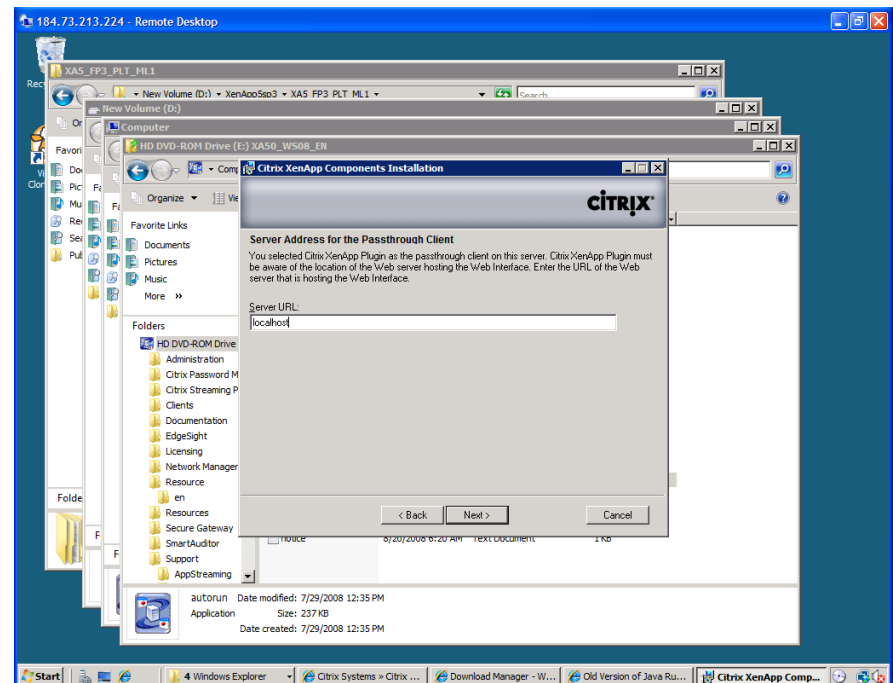 184.73.213.224 - Remote Desktop
XA5_FP3_PLT_ML1
New Volume (D:) ▾ XenApp5sp3 ▾ XA5 FP3 PLT ML1 ▾
Search
New Volume (D:)
Computer
HD DVD-ROM Drive (E:) XA50_WS08_EN
Citrix XenApp Components Installation
Organize
Favorite Links
Documents
Pictures
Music
More »
Folders
HD DVD-ROM Drive
Administration
Citrix Password M
Citrix Streaming P
Clients
Documentation
EdgeSight
Licensing
Network Manager
Resource
en
Resources
Secure Gateway
SmartAuditor
Support
AppStreaming
CİTRIX
Server Address for the Passthrough Client
You selected Citrix XenApp Plugin as the passthrough client on this server. Citrix XenApp Plugin must
be aware of the location of the Web server hosting the Web Interface. Enter the URL of the Web
server that is hosting the Web Interface.
Server URL:
localhost
< Back
Next >
Cancel
notice 8/20/2008 6:20 AM Text Document 1 KB
autorun Date modified: 7/29/2008 12:35 PM
Application Size: 237 KB
Date created: 7/29/2008 12:35 PM
Start
4 Windows Explorer
Citrix Systems » Citrix ...
Download Manager - W...
Old Version of Java Ru...
Citrix XenApp Comp...